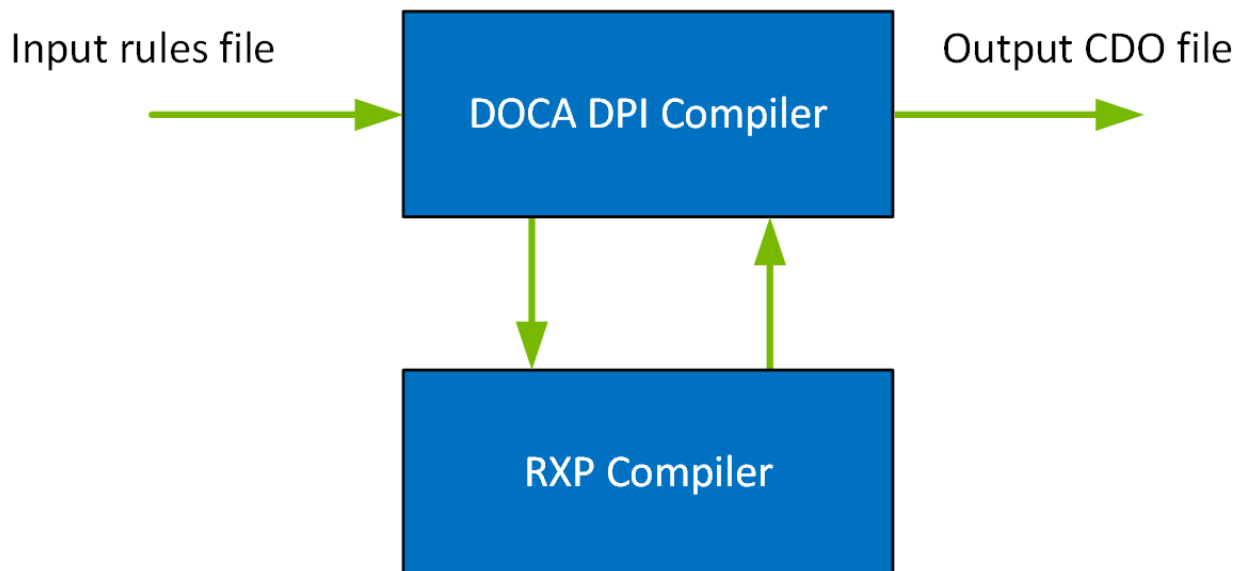 Input rules file
Output CDO file
DOCA DPI Compiler
RXP Compiler